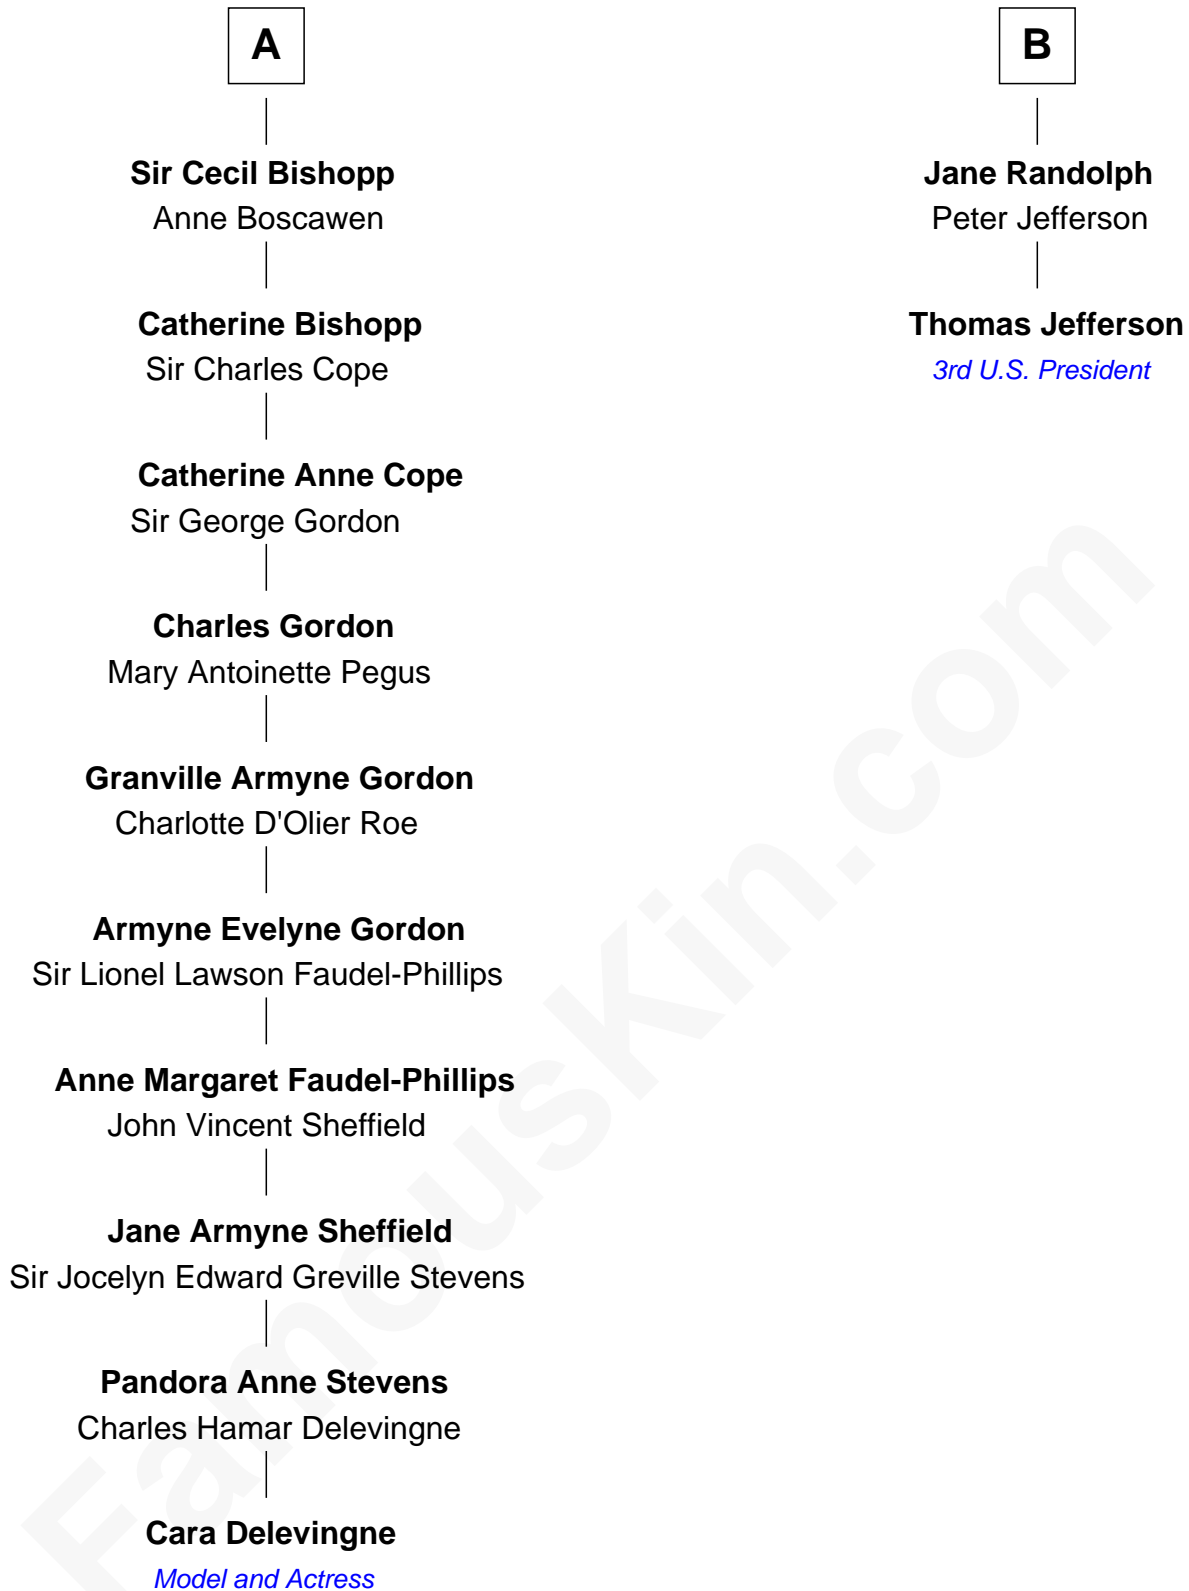 A
Sir Cecil Bishopp
Anne Boscawen
Catherine Bishopp
Sir Charles Cope
Catherine Anne Cope
Sir George Gordon
Charles Gordon
Mary Antoinette Pegus
Granville Armyne Gordon
Charlotte D'Olier Roe
Armyne Evelyne Gordon
Sir Lionel Lawson Faudel-Phillips
Anne Margaret Faudel-Phillips
John Vincent Sheffield
Jane Armyne Sheffield
Sir Jocelyn Edward Greville Stevens
Pandora Anne Stevens
Charles Hamar Delevingne
Cara Delevingne
Model and Actress
B
Jane Randolph
Peter Jefferson
Thomas Jefferson
3rd U.S. President
FamousKin.com